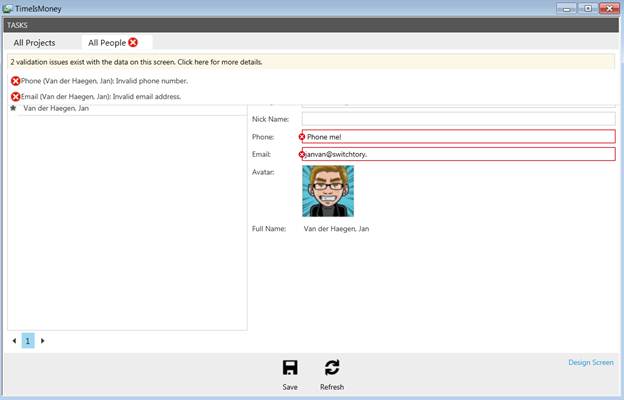 TimeIsMoney
TASKS
All Projects All People
2 validation issues exist with the data on this screen. Click here for more details.
Phone (Van der Haegen, Jan): Invalid phone number.
Email (Van der Haegen, Jan): Invalid email address.
Van der Haegen, Jan
Nick Name:
Phone: Phone me!
Email: janvan@switchtory.
Avatar:
Full Name: Van der Haegen, Jan
1
Design Screen
Save Refresh